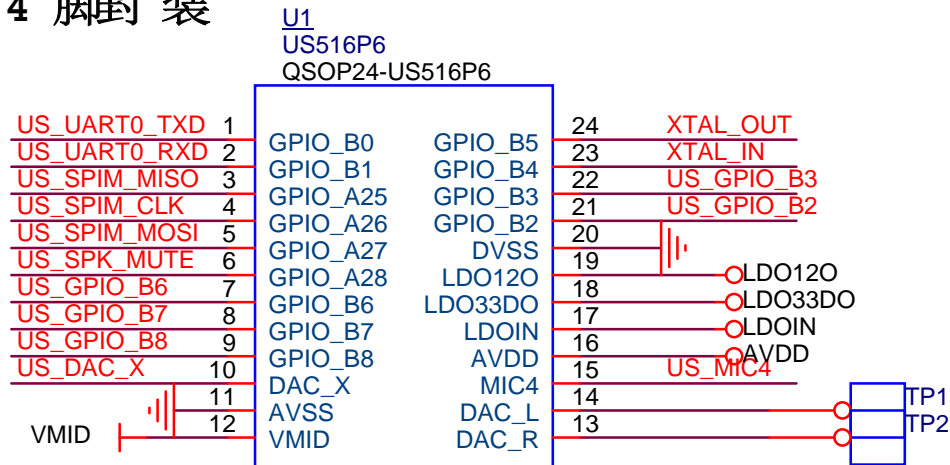 4 脚封 装
U1
US516P6
QSOP24-US516P6
US_UART0_TXD 1 GPIO_B0 GPIO_B5 24 XTAL_OUT
US_UART0_RXD 2 GPIO_B1 GPIO_B4 23 XTAL_IN
US_SPIM_MISO 3 GPIO_A25 GPIO_B3 22 US_GPIO_B3
US_SPIM_CLK 4 GPIO_A26 GPIO_B2 21 US_GPIO_B2
US_SPIM_MOSI 5 GPIO_A27 DVSS 20
US_SPK_MUTE 6 GPIO_A28 LDO12O 19 LDO12O
US_GPIO_B6 7 GPIO_B6 LDO33DO 18 LDO33DO
US_GPIO_B7 8 GPIO_B7 LDOIN 17 LDOIN
US_GPIO_B8 9 GPIO_B8 AVDD 16 AVDD
US_DAC_X 10 DAC_X MIC4 15 US_MIC4
11 AVSS DAC_L 14 TP1
VMID 12 VMID DAC_R 13 TP2